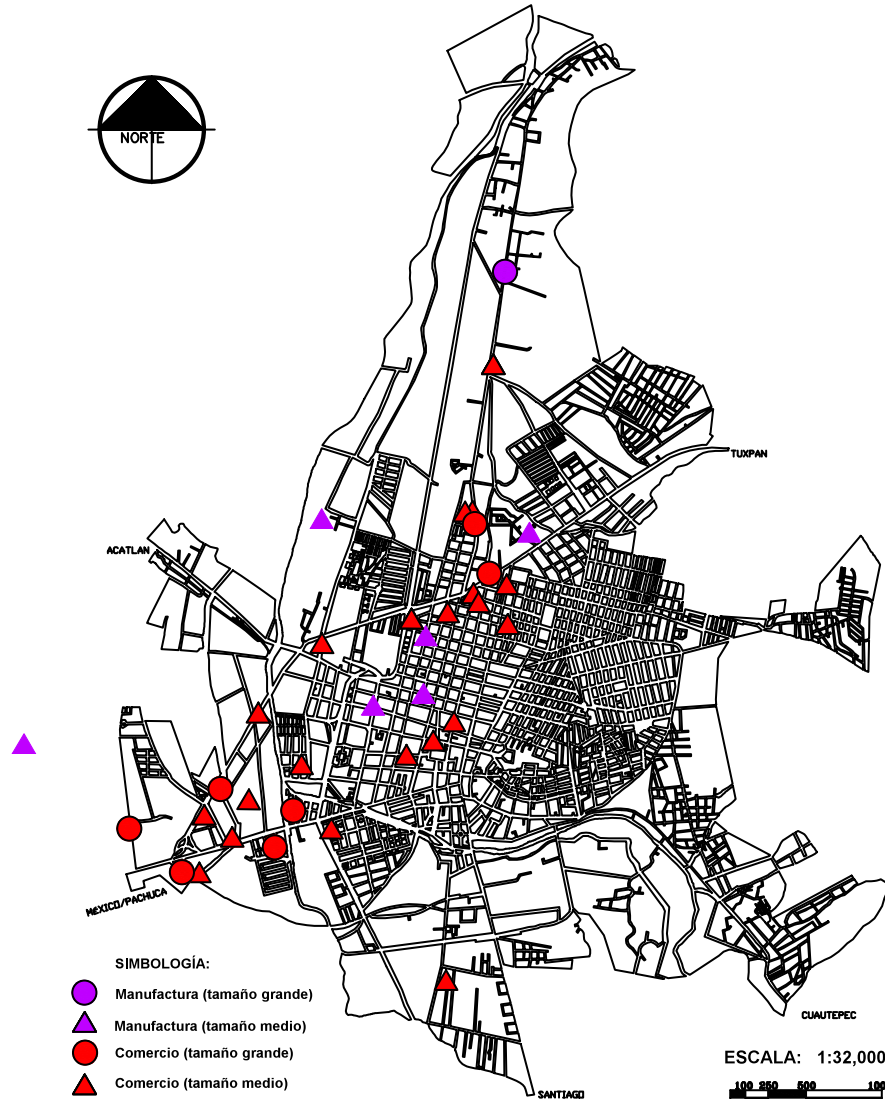 NORTE
TUXPAN
ACATLAN
MEXICO/PACHUCA
SIMBOLOGÍA:
Manufactura (tamaño grande)
Manufactura (tamaño medio)
Comercio (tamaño grande)
Comercio (tamaño medio)
CUAUTEPEC
ESCALA: 1:32,000
100 250 500 100
SANTIAGO